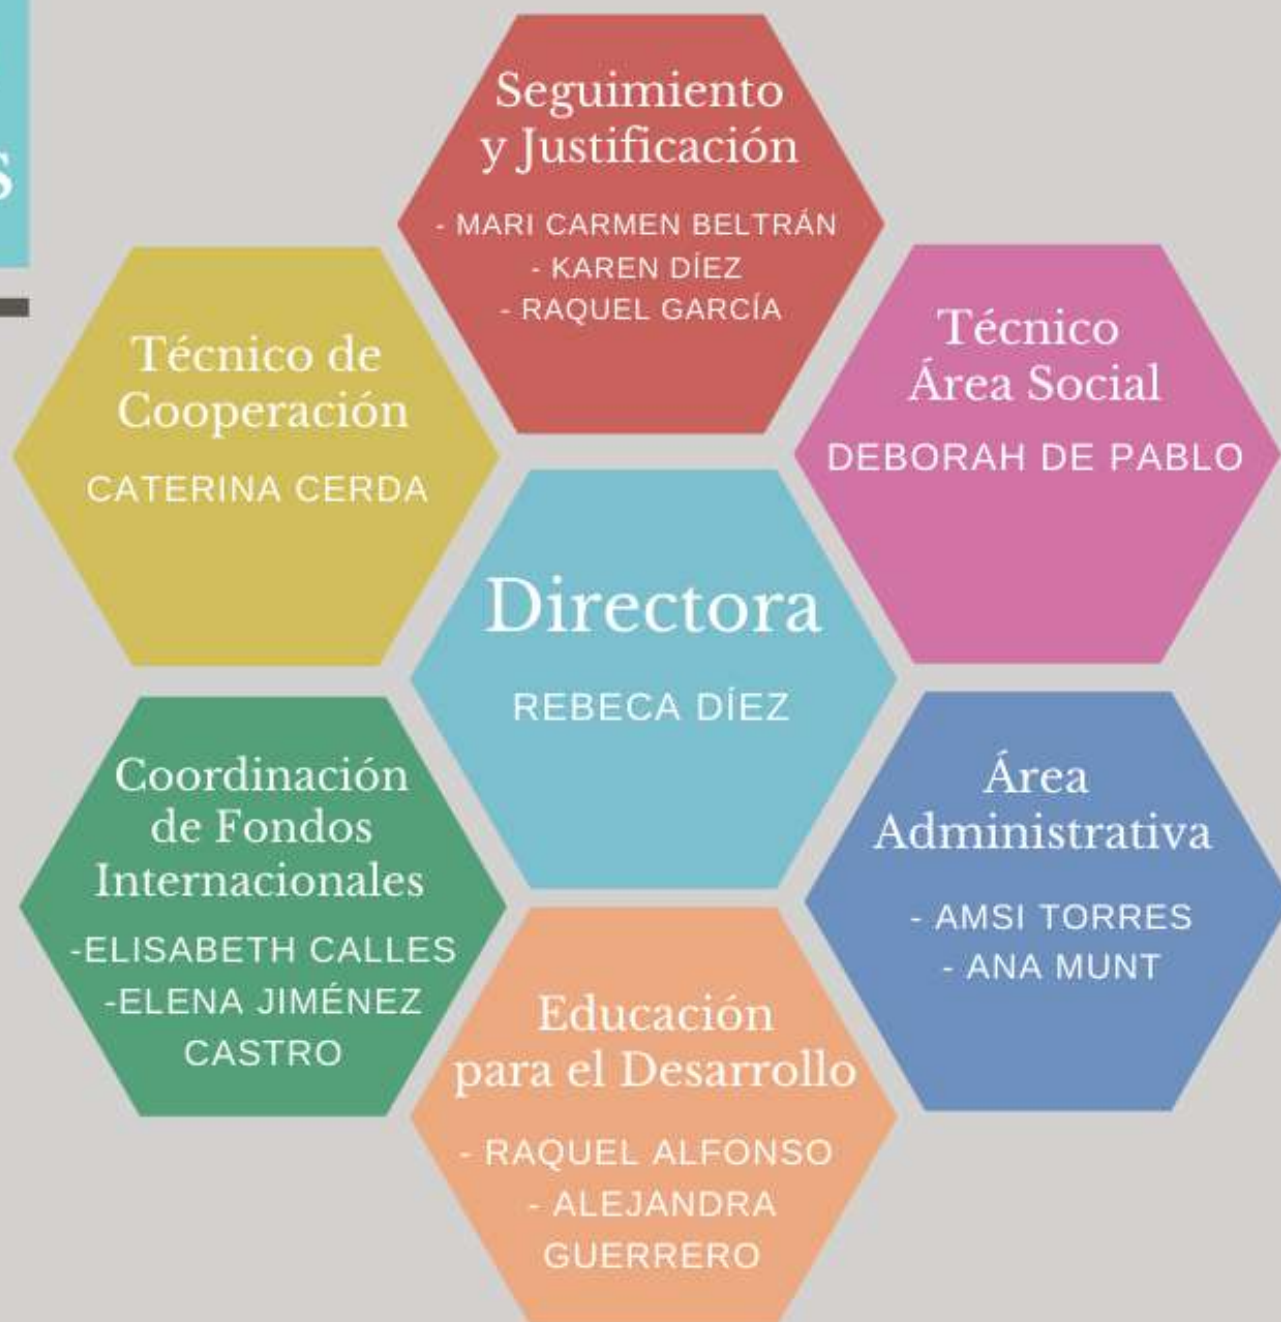 S
Seguimiento
y Justificación
- MARI CARMEN BELTRÁN
- KAREN DÍEZ
- RAQUEL GARCÍA
Técnico de
Cooperación
CATERINA CERDA
Técnico
Área Social
DEBORAH DE PABLO
Directora
REBECA DÍEZ
Coordinación
de Fondos
Internacionales
-ELISABETH CALLES
-ELENA JIMÉNEZ
CASTRO
Área
Administrativa
- AMSI TORRES
- ANA MUNT
Educación
para el Desarrollo
- RAQUEL ALFONSO
- ALEJANDRA
GUERRERO